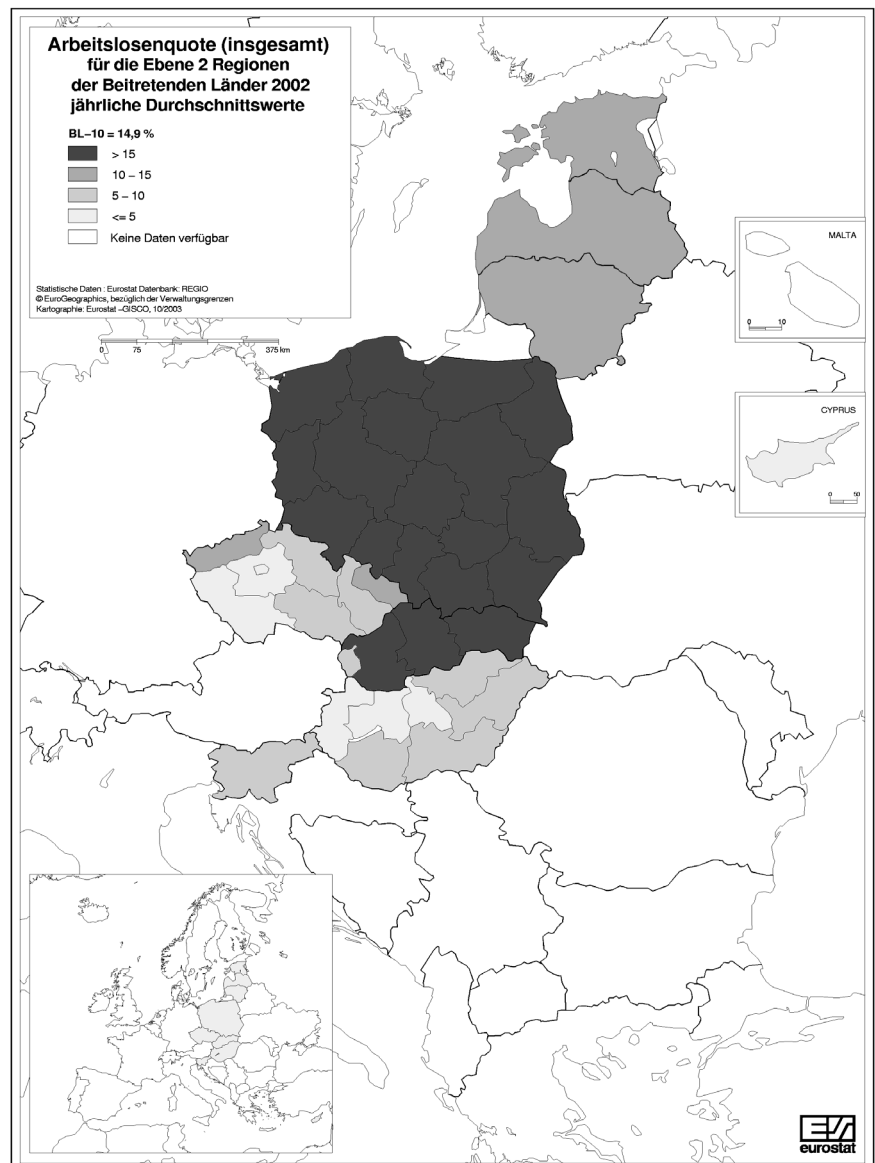 Arbeitslosenquote (insgesamt)
für die Ebene 2 Regionen
der Beitretenden Länder 2002
jährliche Durchschnittswerte
BL–10 = 14,9 %
> 15
10 – 15
5 – 10
<= 5
Keine Daten verfügbar
Statistische Daten : Eurostat Datenbank: REGIO
© EuroGeographics, bezüglich der Verwaltungsgrenzen
Kartographie: Eurostat –GISCO, 10/2003
0 75 375 km
MALTA
0 10
CYPRUS
0 50
eurostat